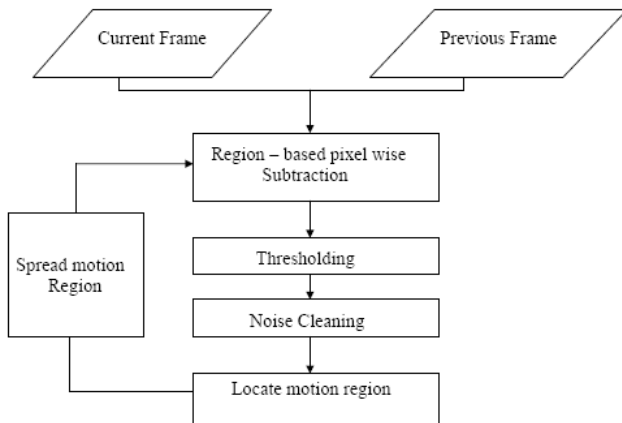 Current Frame
Previous Frame
Region – based pixel wise
Subtraction
Thresholding
Spread motion
Region
Noise Cleaning
Locate motion region